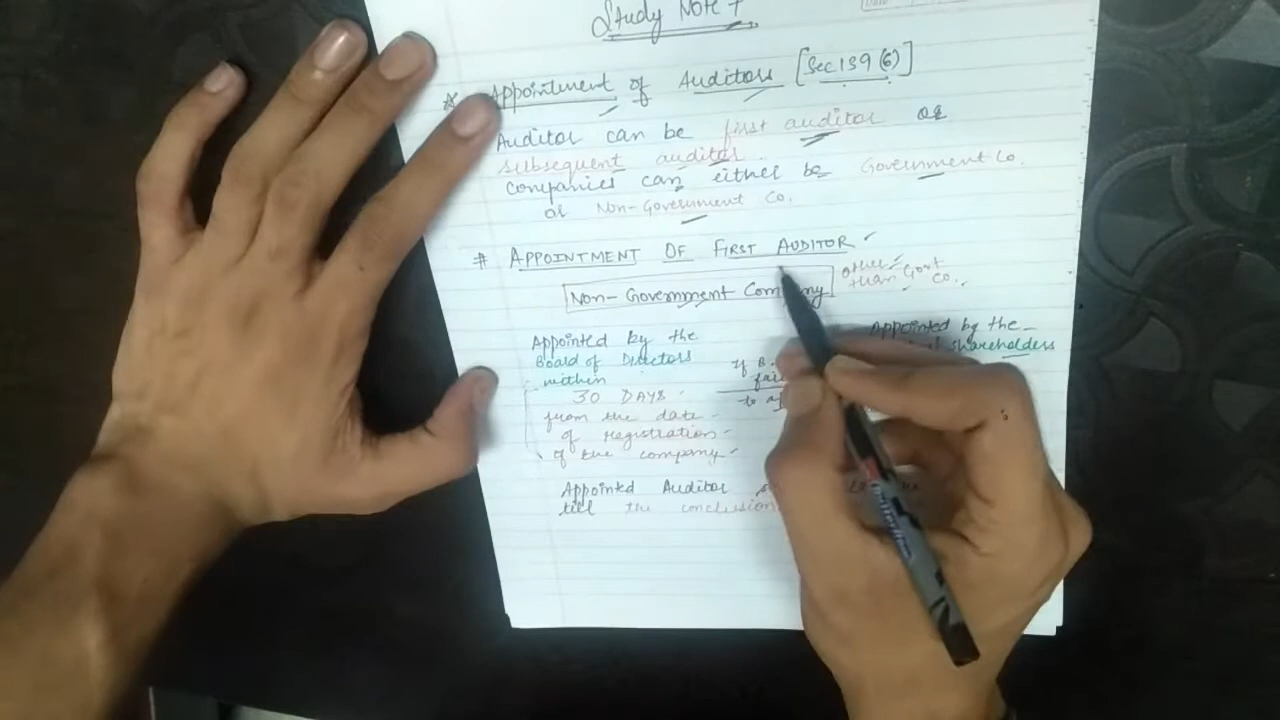 Study Note 7
* Appointment of Auditors [Sec 139 (6)]
Auditor can be first auditor or
subsequent auditor.
companies can either be Government Co.
or Non-Government Co.
# APPOINTMENT OF FIRST AUDITOR
Non-Government Company
other than Govt Co.
Appointed by the
Board of Directors
within
30 DAYS
from the date
of registration
of the company
If B.
to
Appointed by the
shareholders
Appointed Auditor
till the conclusion